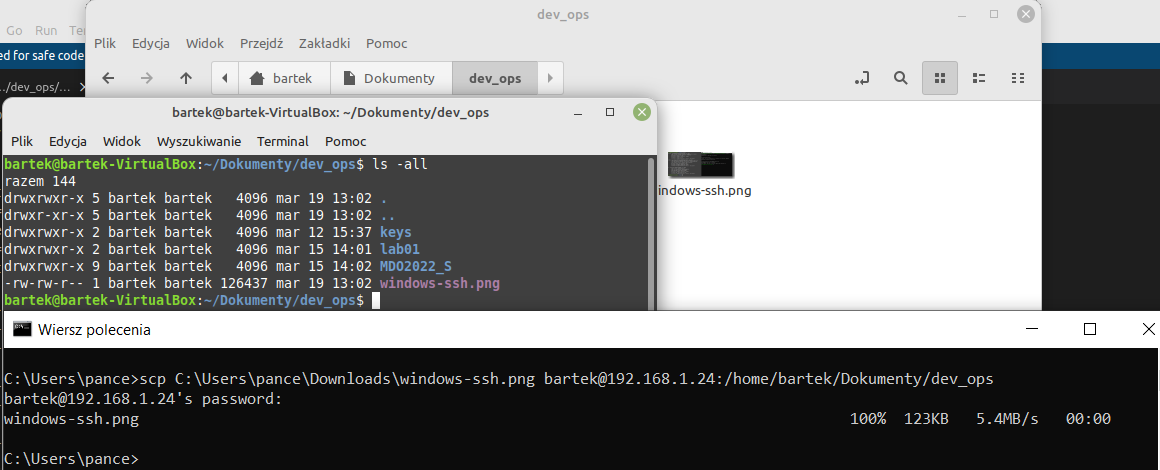 dev_ops
Go Run Te
Plik Edycja Widok Przejdź Zakładki Pomoc
ed for safe code
bartek Dokumenty dev_ops
../dev_ops/...
bartek@bartek-VirtualBox: ~/Dokumenty/dev_ops
Plik Edycja Widok Wyszukiwanie Terminal Pomoc
bartek@bartek-VirtualBox:~/Dokumenty/dev_ops$ ls -all
razem 144
drwxrwxr-x 5 bartek bartek 4096 mar 19 13:02 .
drwxr-xr-x 5 bartek bartek 4096 mar 19 13:02 ..
drwxrwxr-x 2 bartek bartek 4096 mar 12 15:37 keys
drwxrwxr-x 2 bartek bartek 4096 mar 15 14:01 lab01
drwxrwxr-x 9 bartek bartek 4096 mar 15 14:02 MDO2022_S
-rw-rw-r-- 1 bartek bartek 126437 mar 19 13:02 windows-ssh.png
bartek@bartek-VirtualBox:~/Dokumenty/dev_ops$
indows-ssh.png
Wiersz polecenia
C:\Users\pance>scp C:\Users\pance\Downloads\windows-ssh.png bartek@192.168.1.24:/home/bartek/Dokumenty/dev_ops
bartek@192.168.1.24's password:
windows-ssh.png 100% 123KB 5.4MB/s 00:00
C:\Users\pance>